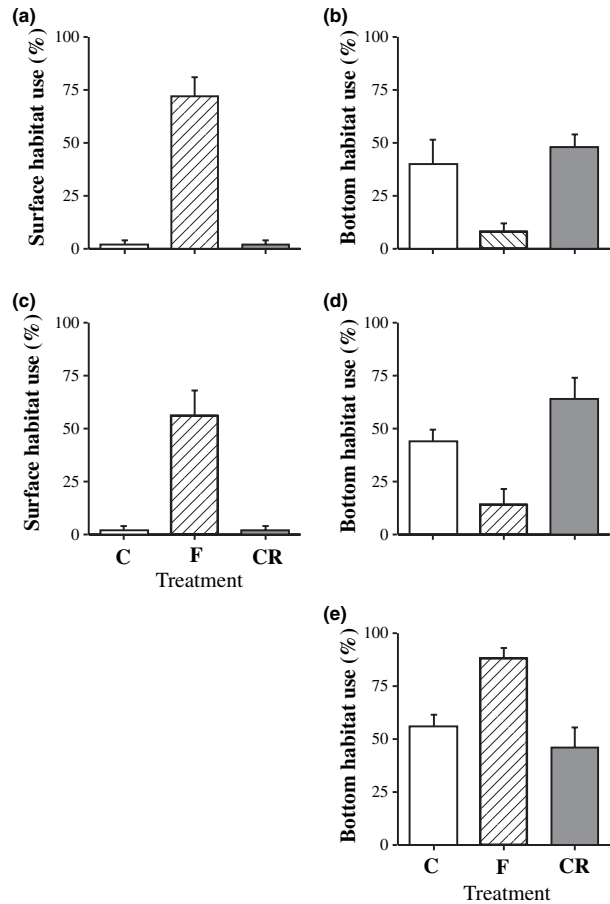 (a)
Surface habitat use (%)
100
75
50
25
0
(b)
Bottom habitat use (%)
100
75
50
25
0
(c)
Surface habitat use (%)
100
75
50
25
0
C F CR
Treatment
(d)
Bottom habitat use (%)
100
75
50
25
0
(e)
Bottom habitat use (%)
100
75
50
25
0
C F CR
Treatment